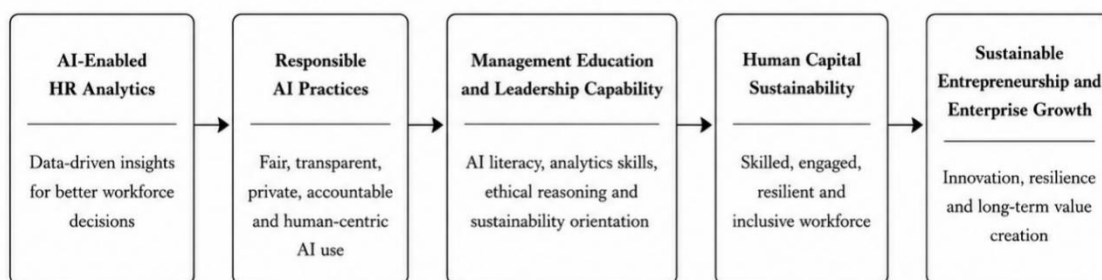 AI-Enabled
HR Analytics
Data-driven insights
for better workforce
decisions
Responsible
AI Practices
Fair, transparent,
private, accountable
and human-centric
AI use
Management Education
and Leadership Capability
AI literacy, analytics skills,
ethical reasoning and
sustainability orientation
Human Capital
Sustainability
Skilled, engaged,
resilient and
inclusive workforce
Sustainable
Entrepreneurship and
Enterprise Growth
Innovation, resilience
and long-term value
creation